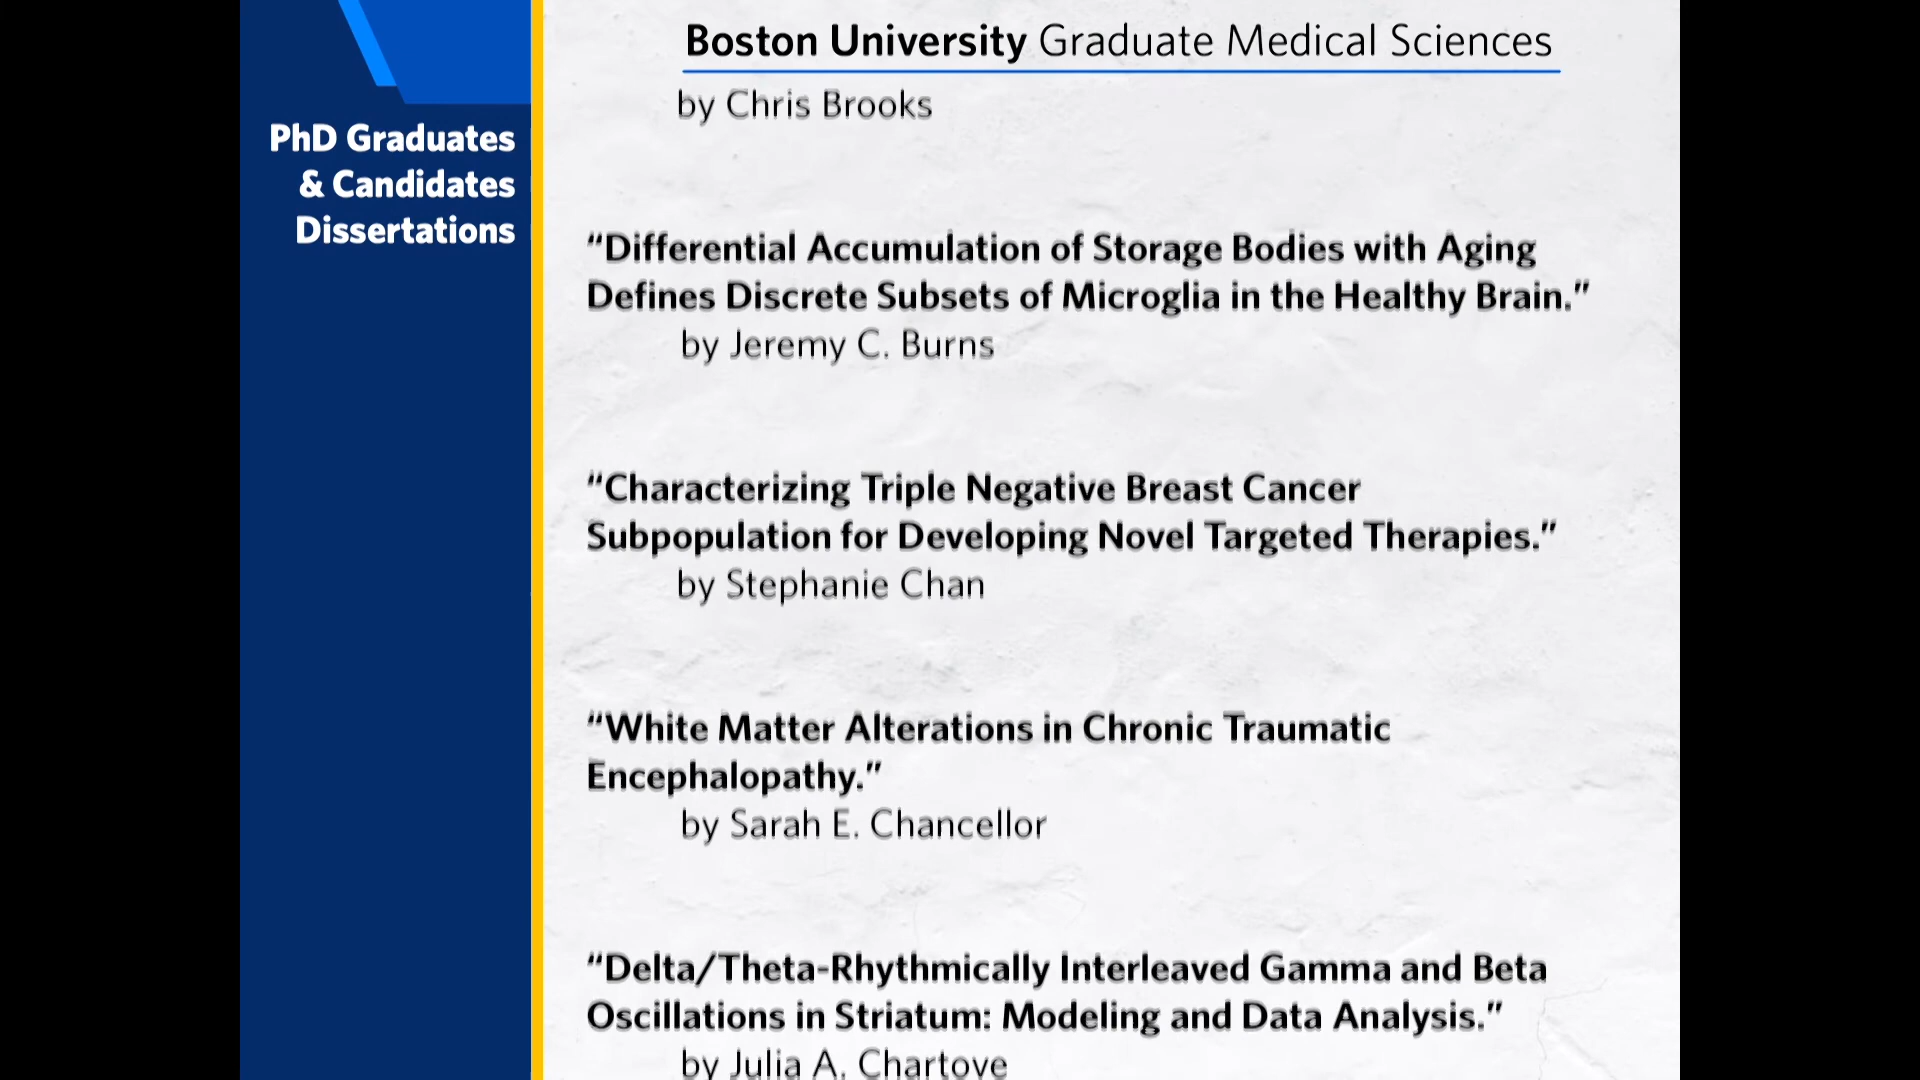 Boston University Graduate Medical Sciences
PhD Graduates
& Candidates
Dissertations
by Chris Brooks
“Differential Accumulation of Storage Bodies with Aging
Defines Discrete Subsets of Microglia in the Healthy Brain.”
by Jeremy C. Burns
“Characterizing Triple Negative Breast Cancer
Subpopulation for Developing Novel Targeted Therapies.”
by Stephanie Chan
“White Matter Alterations in Chronic Traumatic
Encephalopathy.”
by Sarah E. Chancellor
“Delta/Theta-Rhythmically Interleaved Gamma and Beta
Oscillations in Striatum: Modeling and Data Analysis.”
by Julia A. Chartove